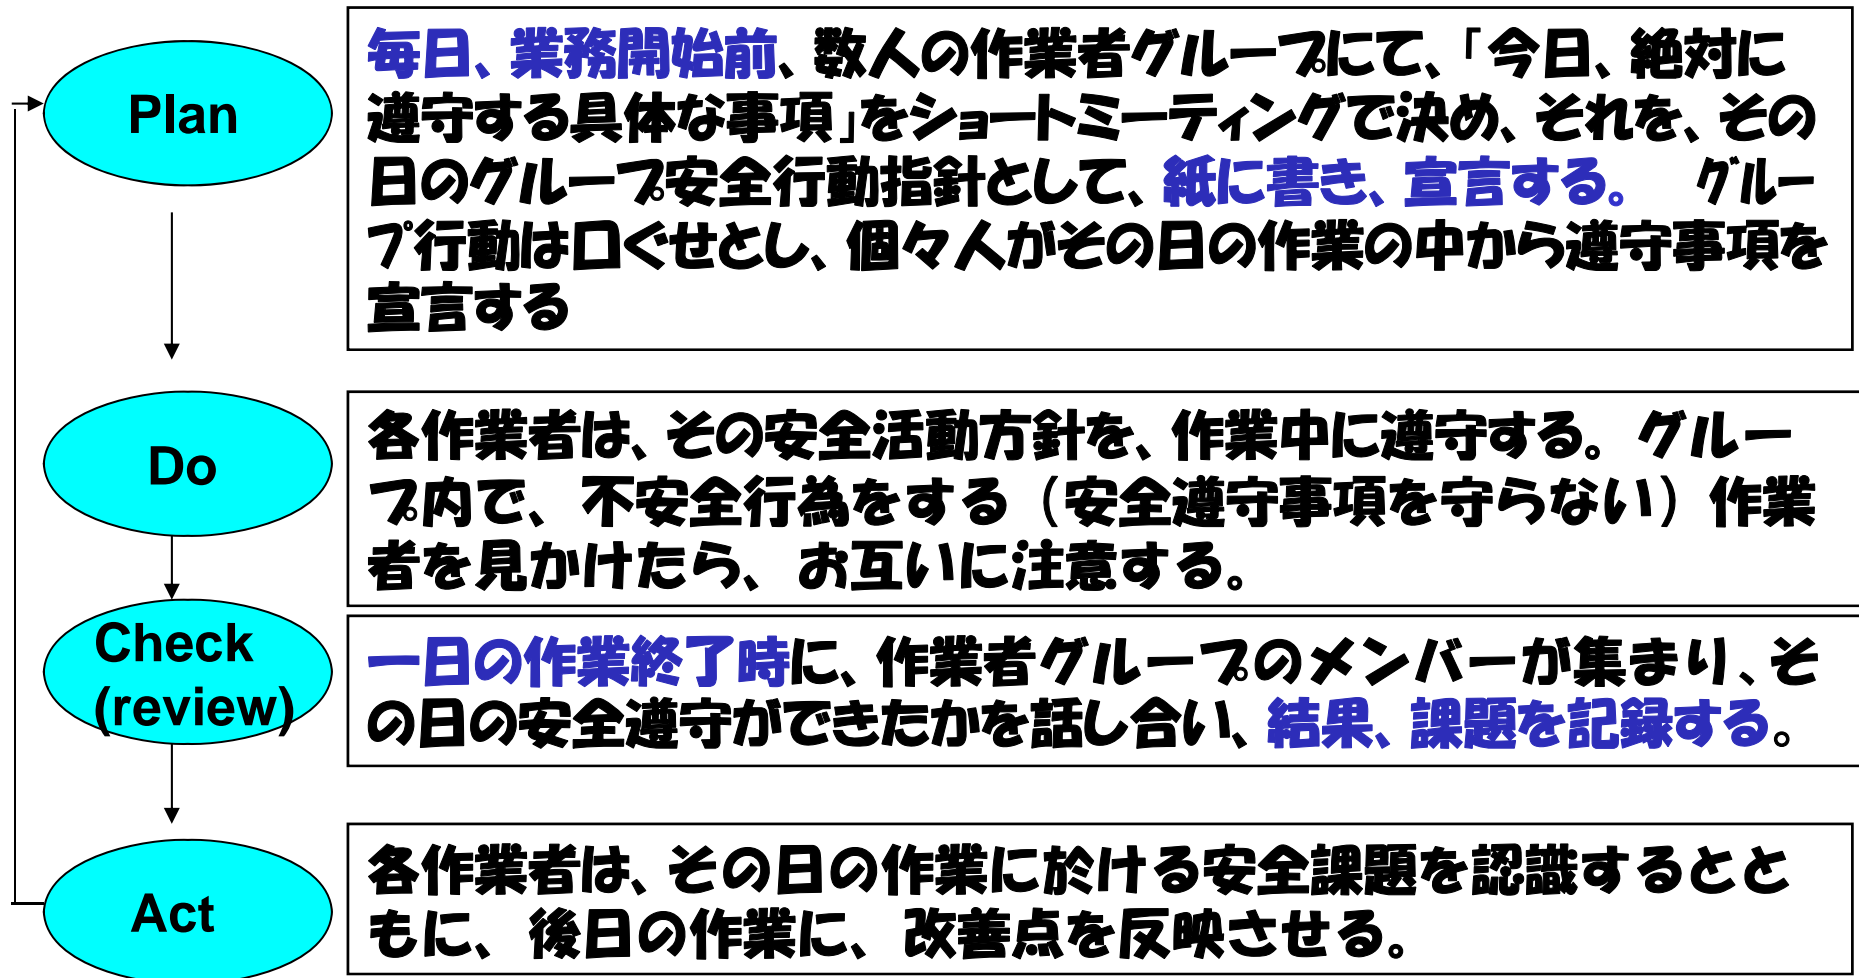 Plan
毎日、業務開始前、数人の作業者グループにて、「今日、絶対に
遵守する具体な事項」をショートミーティングで決め、それを、その
日のグループ安全行動指針として、紙に書き、宣言する。 グルー
プ行動は口ぐせとし、個々人がその日の作業の中から遵守事項を
宣言する
Do
各作業者は、その安全活動方針を、作業中に遵守する。グルー
プ内で、不安全行為をする（安全遵守事項を守らない）作業
者を見かけたら、お互いに注意する。
Check
(review)
一日の作業終了時に、作業者グループのメンバーが集まり、そ
の日の安全遵守ができたかを話し合い、結果、課題を記録する。
Act
各作業者は、その日の作業に於ける安全課題を認識するとと
もに、後日の作業に、改善点を反映させる。